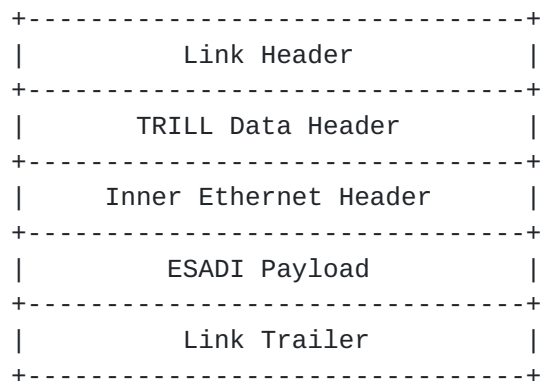 +--------------------------------+
|          Link Header           |
+--------------------------------+
|       TRILL Data Header        |
+--------------------------------+
|     Inner Ethernet Header      |
+--------------------------------+
|         ESADI Payload          |
+--------------------------------+
|          Link Trailer          |
+--------------------------------+